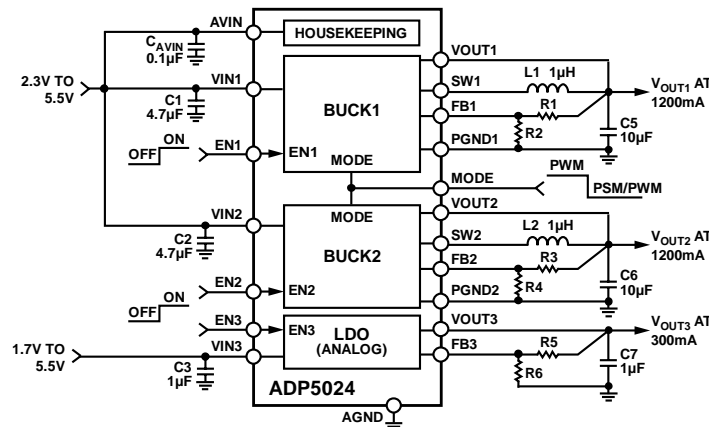 AVIN
HOUSEKEEPING
CAVIN
0.1µF
VOUT1
2.3V TO
5.5V
VIN1
C1
4.7µF
BUCK1
SW1
L1 1µH
VOUT1 AT
1200mA
FB1
R1
R2
C5
10µF
ON
OFF
EN1
EN1
PGND1
MODE
MODE
PWM
PSM/PWM
VIN2
C2
4.7µF
MODE
BUCK2
VOUT2
SW2
L2 1µH
VOUT2 AT
1200mA
FB2
R3
R4
C6
10µF
ON
OFF
EN2
EN2
PGND2
EN3
EN3
LDO
(ANALOG)
VOUT3
VOUT3 AT
300mA
1.7V TO
5.5V
VIN3
C3
1µF
FB3
R5
R6
C7
1µF
ADP5024
AGND